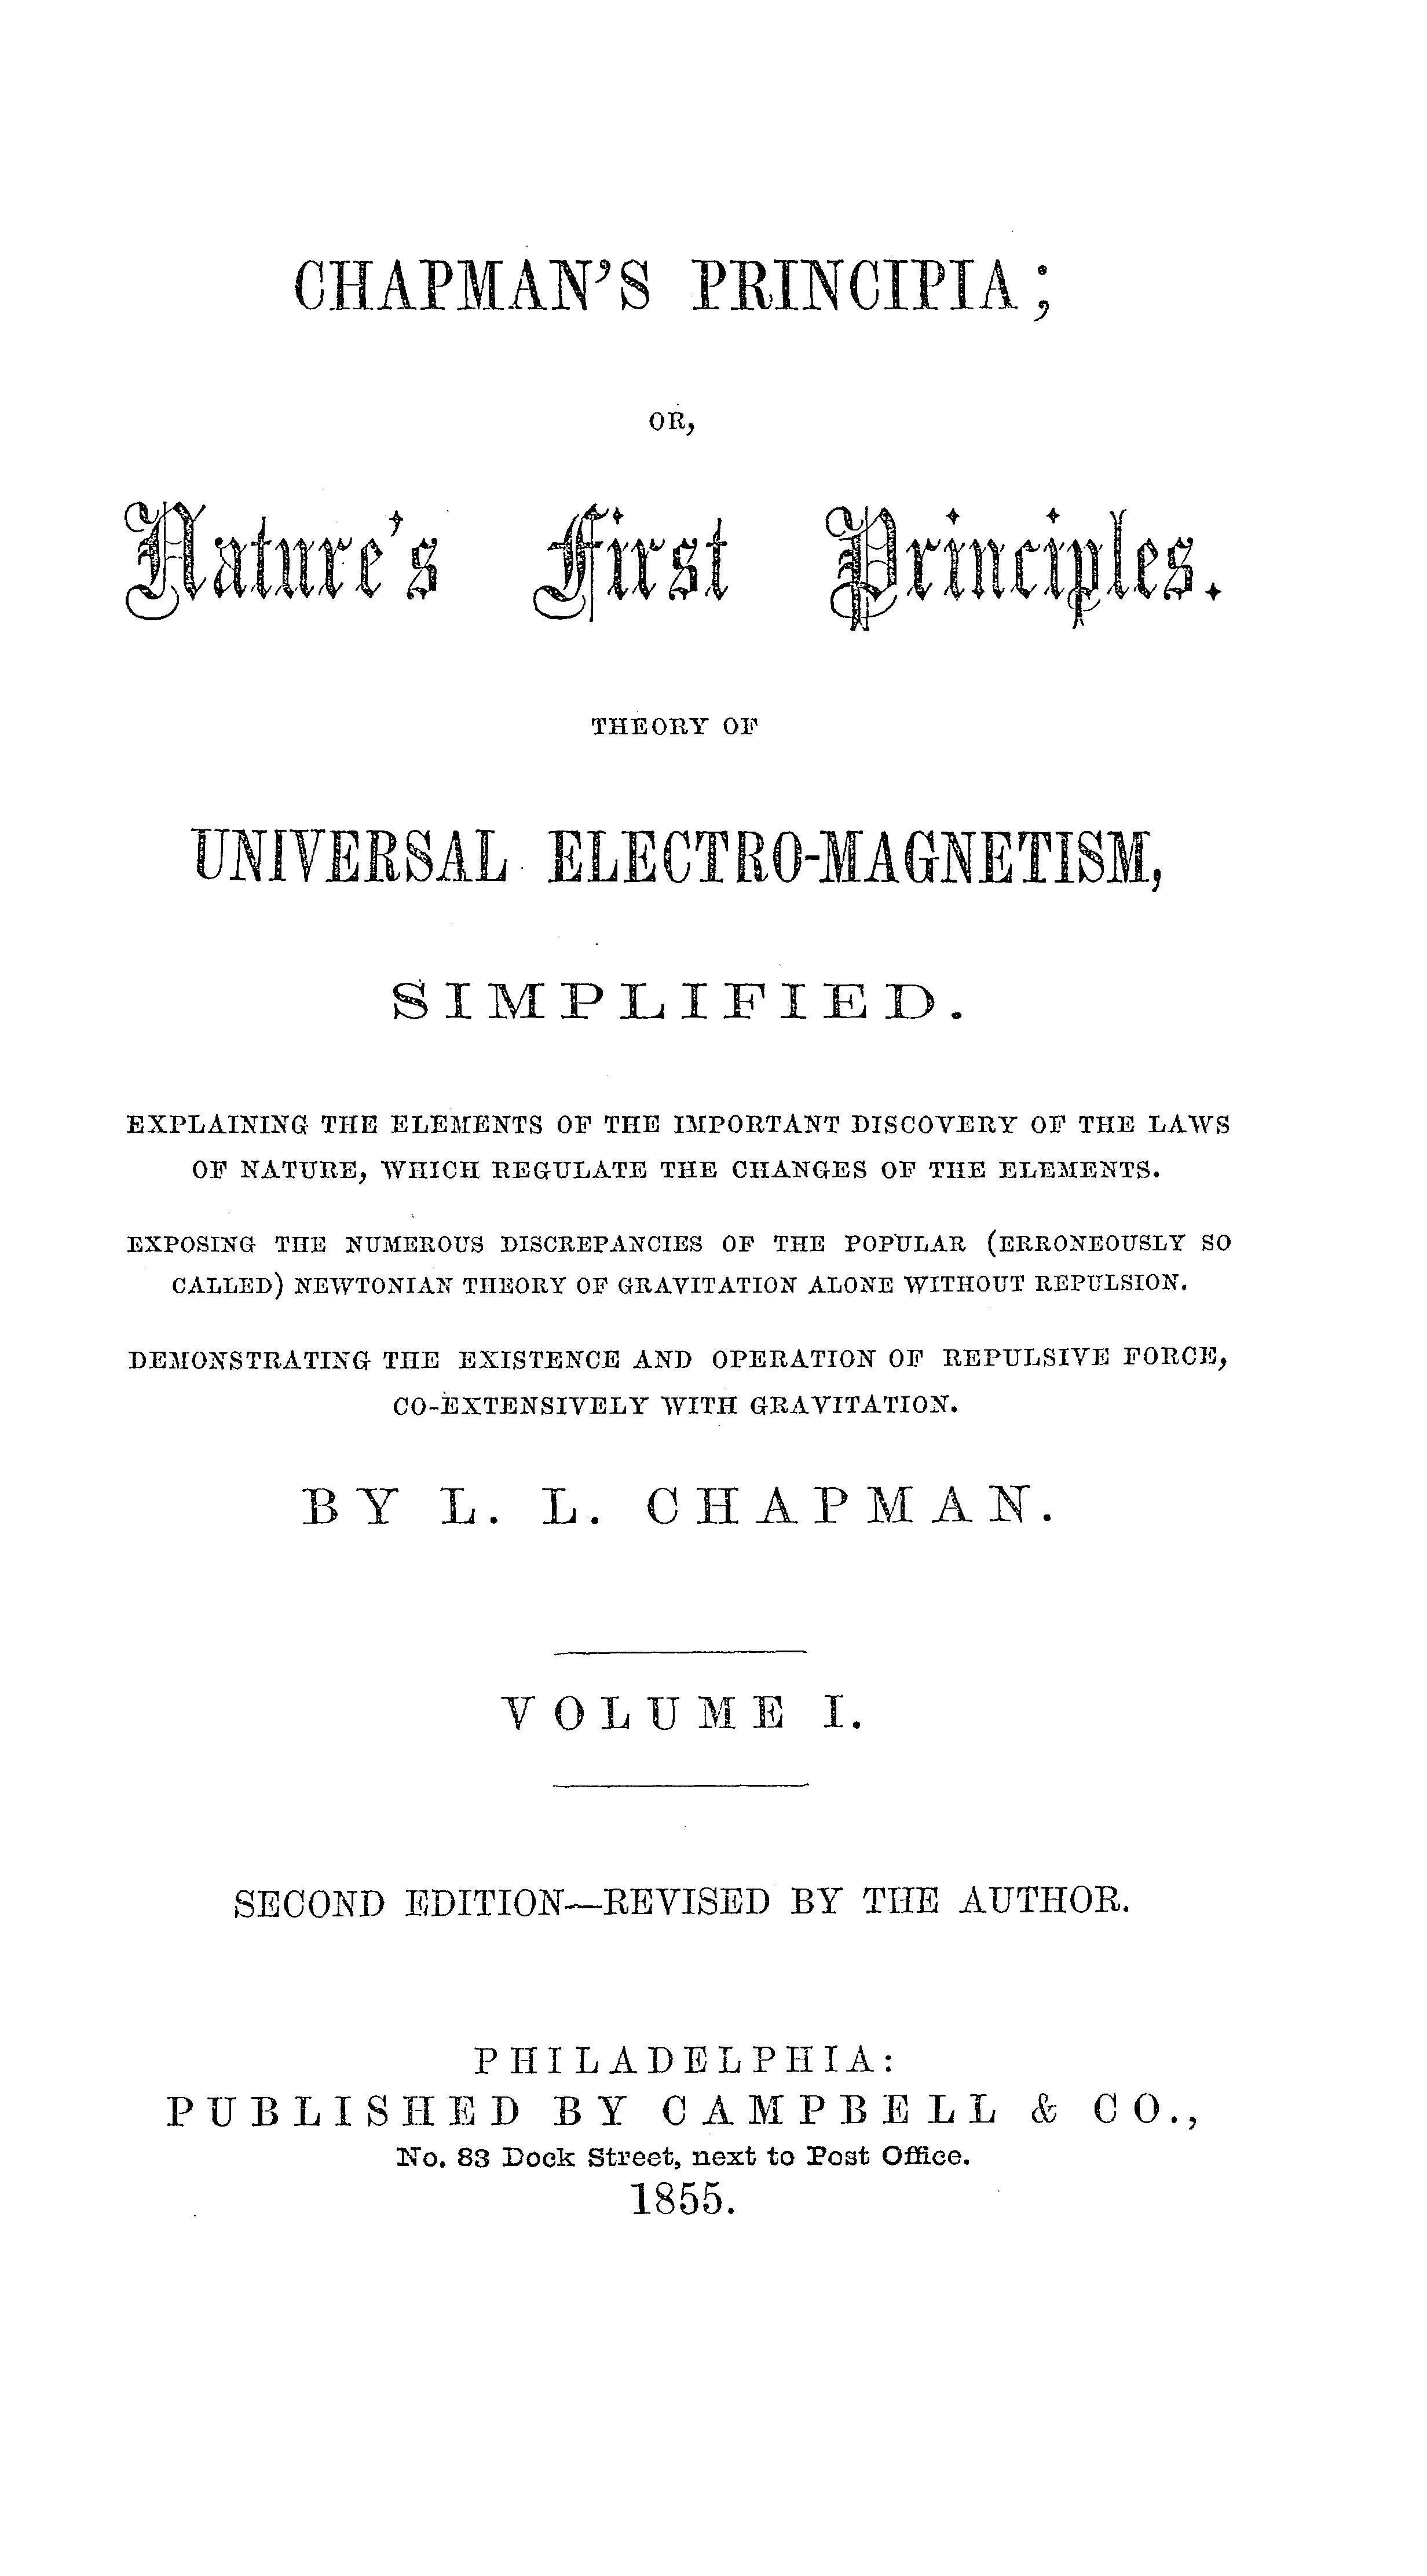 CHAPMAN'S PRINCIPIA;
OR,
Nature's First Principles.
THEORY OF
UNIVERSAL ELECTRO-MAGNETISM,
SIMPLIFIED.
EXPLAINING THE ELEMENTS OF THE IMPORTANT DISCOVERY OF THE LAWS
OF NATURE, WHICH REGULATE THE CHANGES OF THE ELEMENTS.
EXPOSING THE NUMEROUS DISCREPANCIES OF THE POPULAR (ERRONEOUSLY SO
CALLED) NEWTONIAN THEORY OF GRAVITATION ALONE WITHOUT REPULSION.
DEMONSTRATING THE EXISTENCE AND OPERATION OF REPULSIVE FORCE,
CO-EXTENSIVELY WITH GRAVITATION.
BY L. L. CHAPMAN.
VOLUME I.
SECOND EDITION—REVISED BY THE AUTHOR.
PHILADELPHIA:
PUBLISHED BY CAMPBELL & CO.,
No. 83 Dock Street, next to Post Office.
1855.